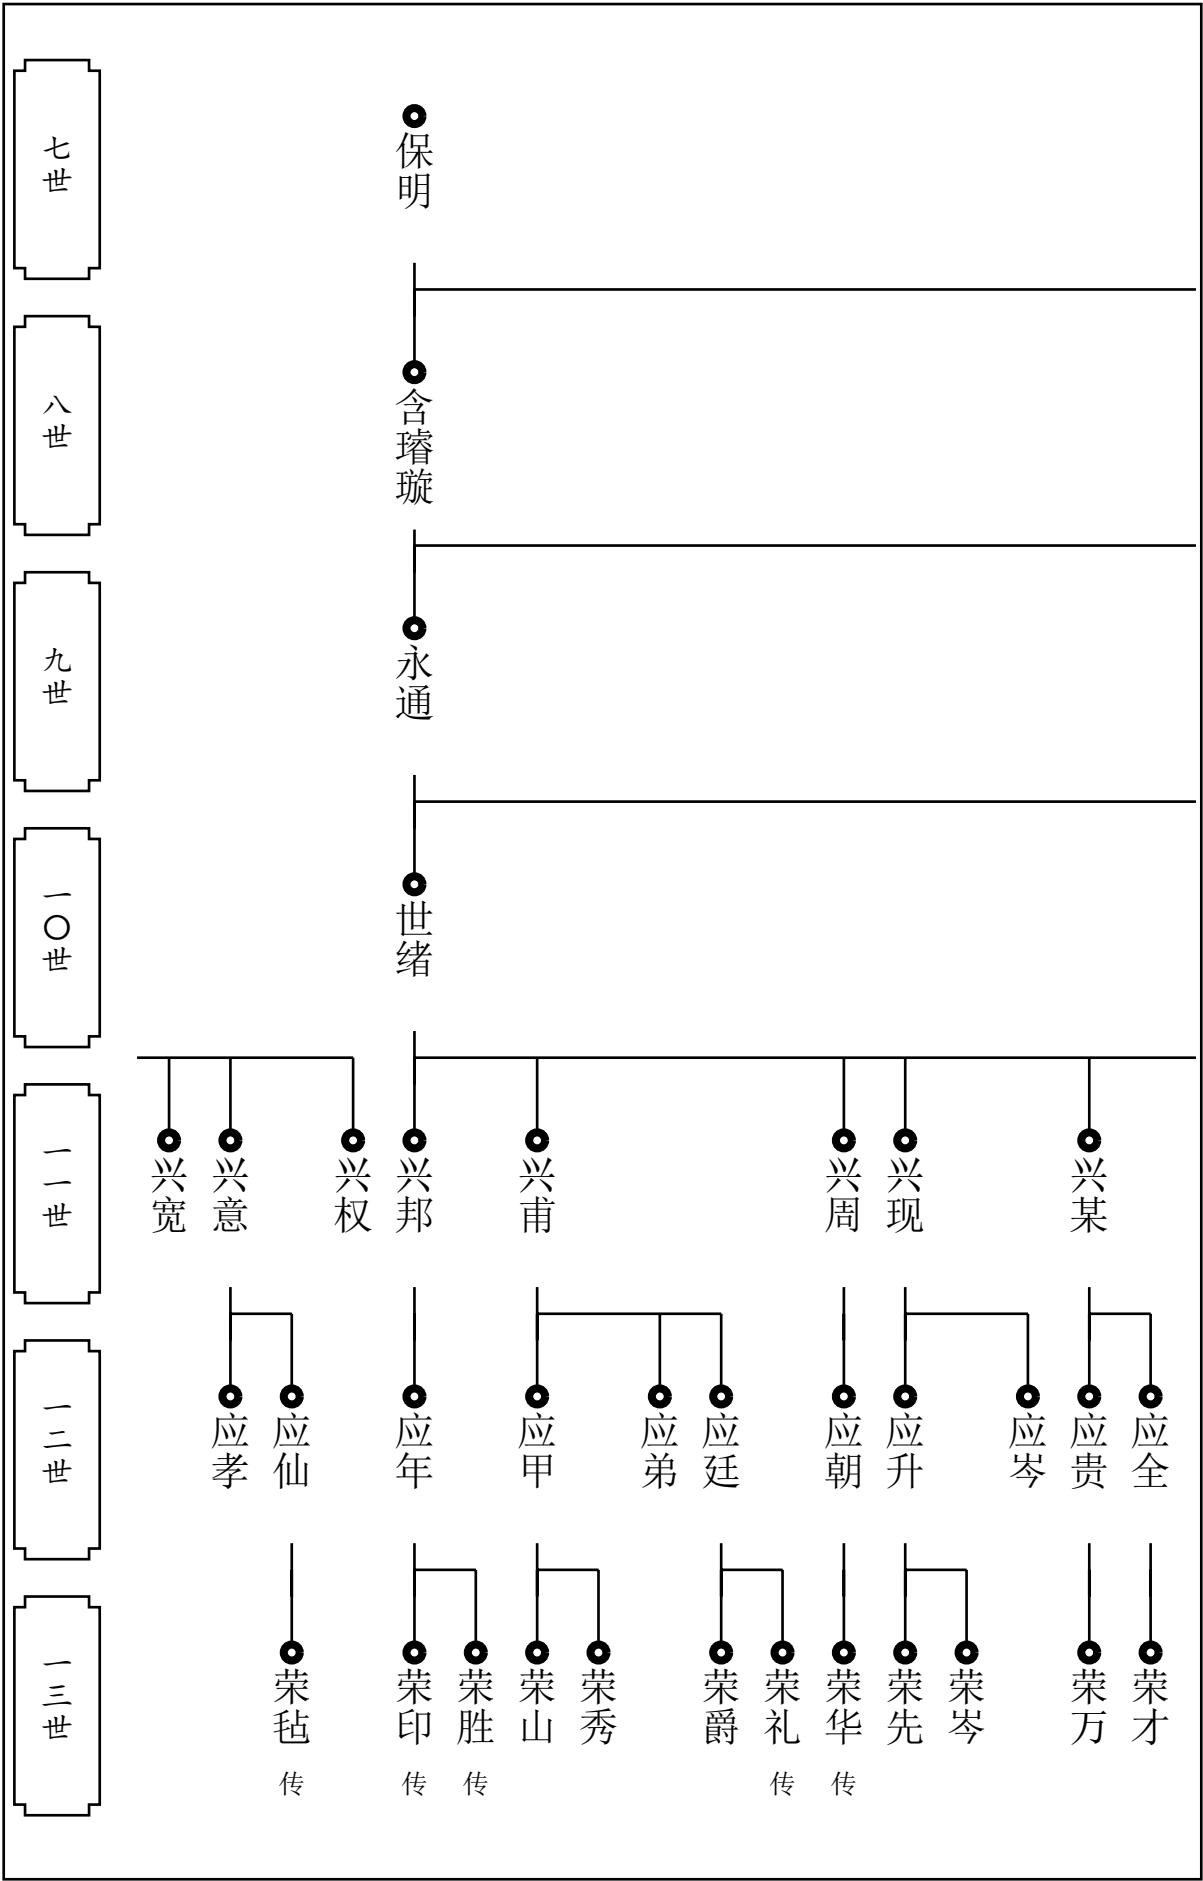 七世
保明
八世
含璿璇
九世
永通
一〇世
世绪
一一世
兴宽
兴意
兴权
兴邦
兴甫
兴周
兴现
兴某
一二世
应孝
应仙
应年
应甲
应弟
应廷
应朝
应升
应岑
应贵
应全
一三世
荣毡
传
荣印
传
荣胜
传
荣山
荣秀
荣爵
荣礼
传
荣华
传
荣先
荣岑
荣万
荣才